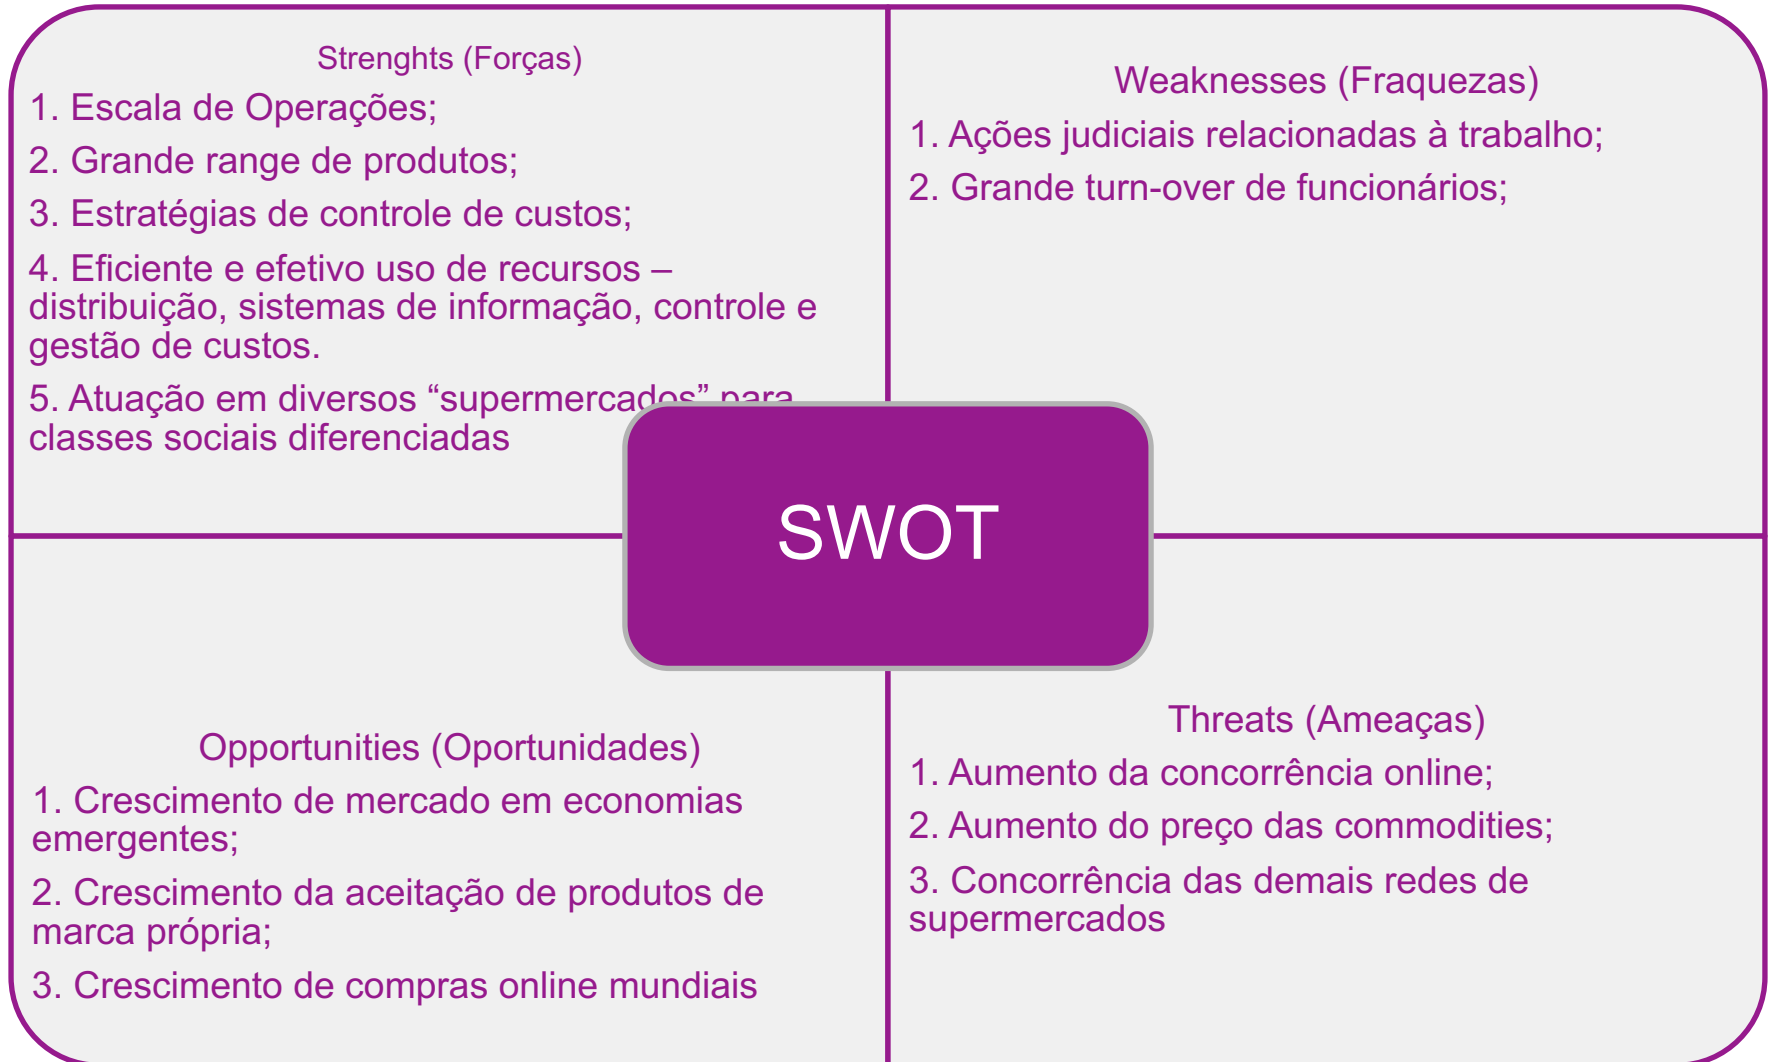 Strenghts (Forças)
1. Escala de Operações;
2. Grande range de produtos;
3. Estratégias de controle de custos;
4. Eficiente e efetivo uso de recursos –
distribuição, sistemas de informação, controle e
gestão de custos.
5. Atuação em diversos “supermercados” para
classes sociais diferenciadas
Weaknesses (Fraquezas)
1. Ações judiciais relacionadas à trabalho;
2. Grande turn-over de funcionários;
SWOT
Opportunities (Oportunidades)
1. Crescimento de mercado em economias
emergentes;
2. Crescimento da aceitação de produtos de
marca própria;
3. Crescimento de compras online mundiais
Threats (Ameaças)
1. Aumento da concorrência online;
2. Aumento do preço das commodities;
3. Concorrência das demais redes de
supermercados